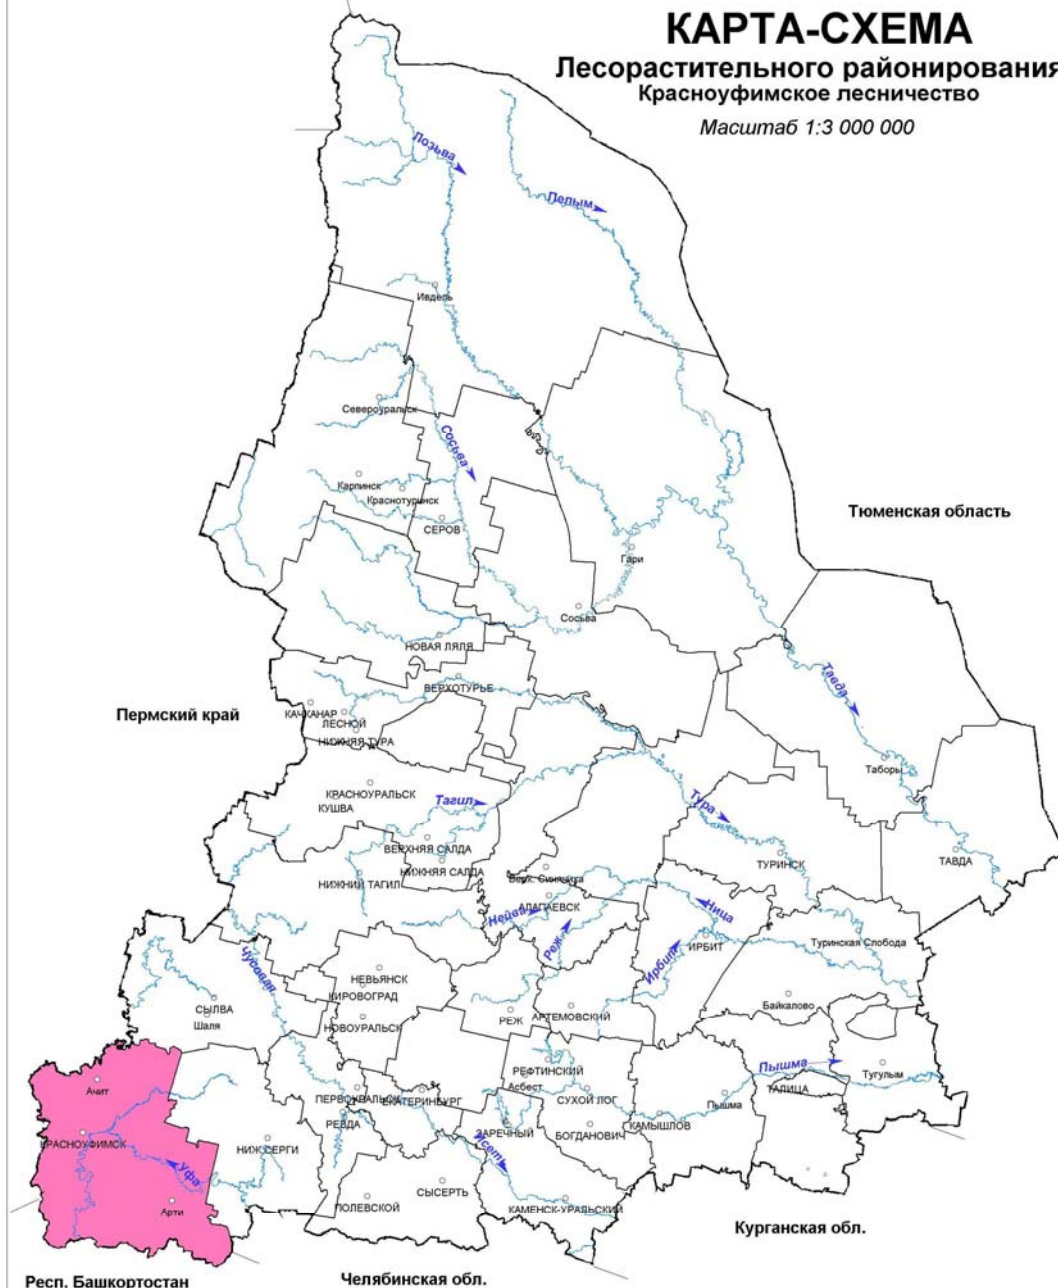 КАРТА-СХЕМА
Лесорастительного районирования
Красноуфимское лесничество
Масштаб 1:3 000 000
Лозьва
Пелым
Ивдель
Североуральск
Сосьва
Карпинск
Краснотурьинск
СЕРОВ
Тюменская область
Гари
Сосьва
НОВАЯ ЛЯЛЯ
ВЕРХОТУРЬЕ
Тавда
Пермский край
КАЧКАНАР
ЛЕСНОЙ
НИЖНЯЯ ТУРА
Таборы
КРАСНОУРАЛЬСК
КУШВА
Тагил
Тура
ВЕРХНЯЯ САЛДА
НИЖНЯЯ САЛДА
ТУРИНСК
ТАВДА
НИЖНИЙ ТАГИЛ
Верх. Синячиха
АЛАПАЕВСК
Нейва
Ница
Реж
Ирбит
ИРБИТ
Туринская Слобода
Чусовая
НЕВЬЯНСК
КИРОВОГРАД
СЫЛВА
Шаля
НОВОУРАЛЬСК
РЕЖ
АРТЕМОВСКИЙ
Байкалово
Пышма
Тугулым
ТАЛИЦА
РЕФТИНСКИЙ
Асбест
СУХОЙ ЛОГ
Пышма
Ачит
ПЕРВОУРАЛЬСК
ЕКАТЕРИНБУРГ
РЕВДА
ЗАРЕЧНЫЙ
БОГДАНОВИЧ
КАМЫШЛОВ
КРАСНОУФИМСК
НИЖ.СЕРГИ
Исеть
Уфа
Арти
СЫСЕРТЬ
ПОЛЕВСКОЙ
КАМЕНСК-УРАЛЬСКИЙ
Курганская обл.
Респ. Башкортостан
Челябинская обл.